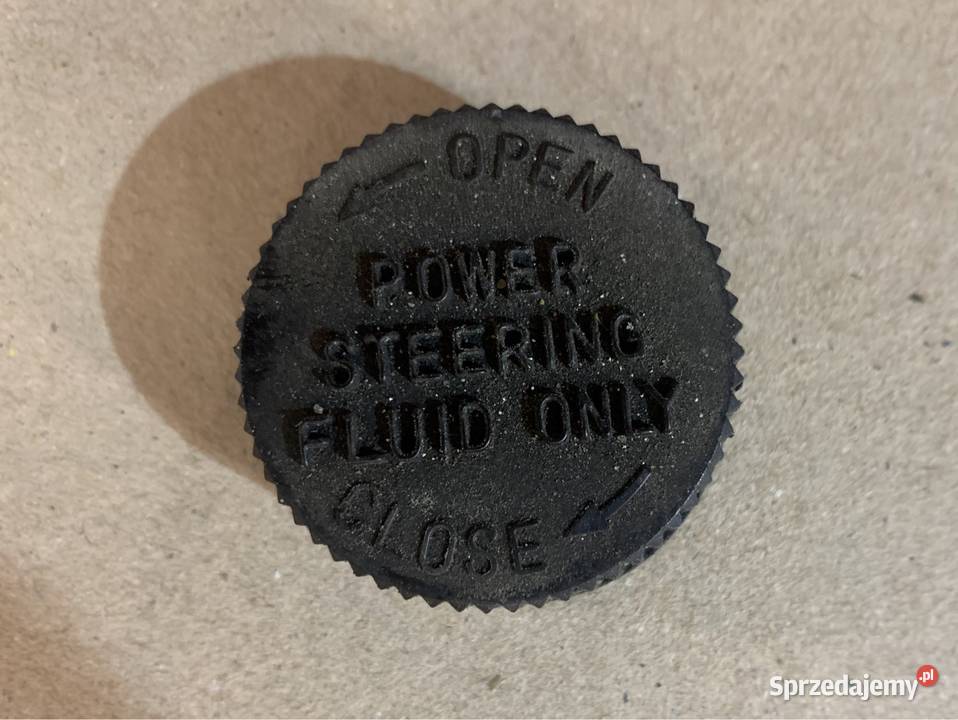 OPEN
POWER
STEERING
FLUID ONLY
CLOSE
Sprzedajemy.pl